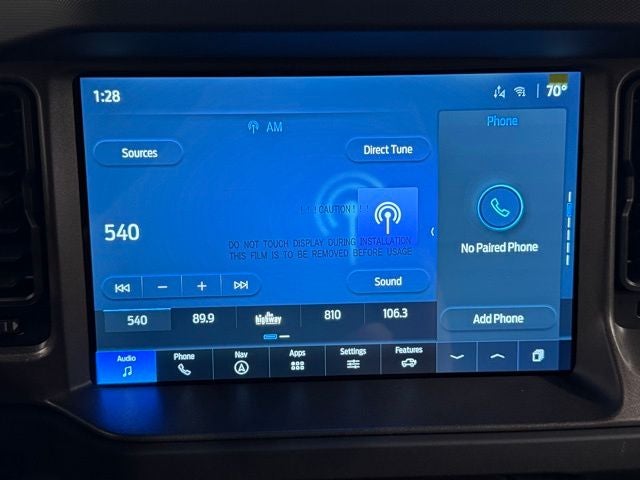 1:28
70°
AM
Phone
Sources
Direct Tune
! ! ! CAUTION ! ! !
540
DO NOT TOUCH DISPLAY DURING INSTALLATION
THIS FILM IS TO BE REMOVED BEFORE USAGE
No Paired Phone
Sound
540
89.9
the highway
810
106.3
Add Phone
Audio
Phone
Nav
Apps
Settings
Features